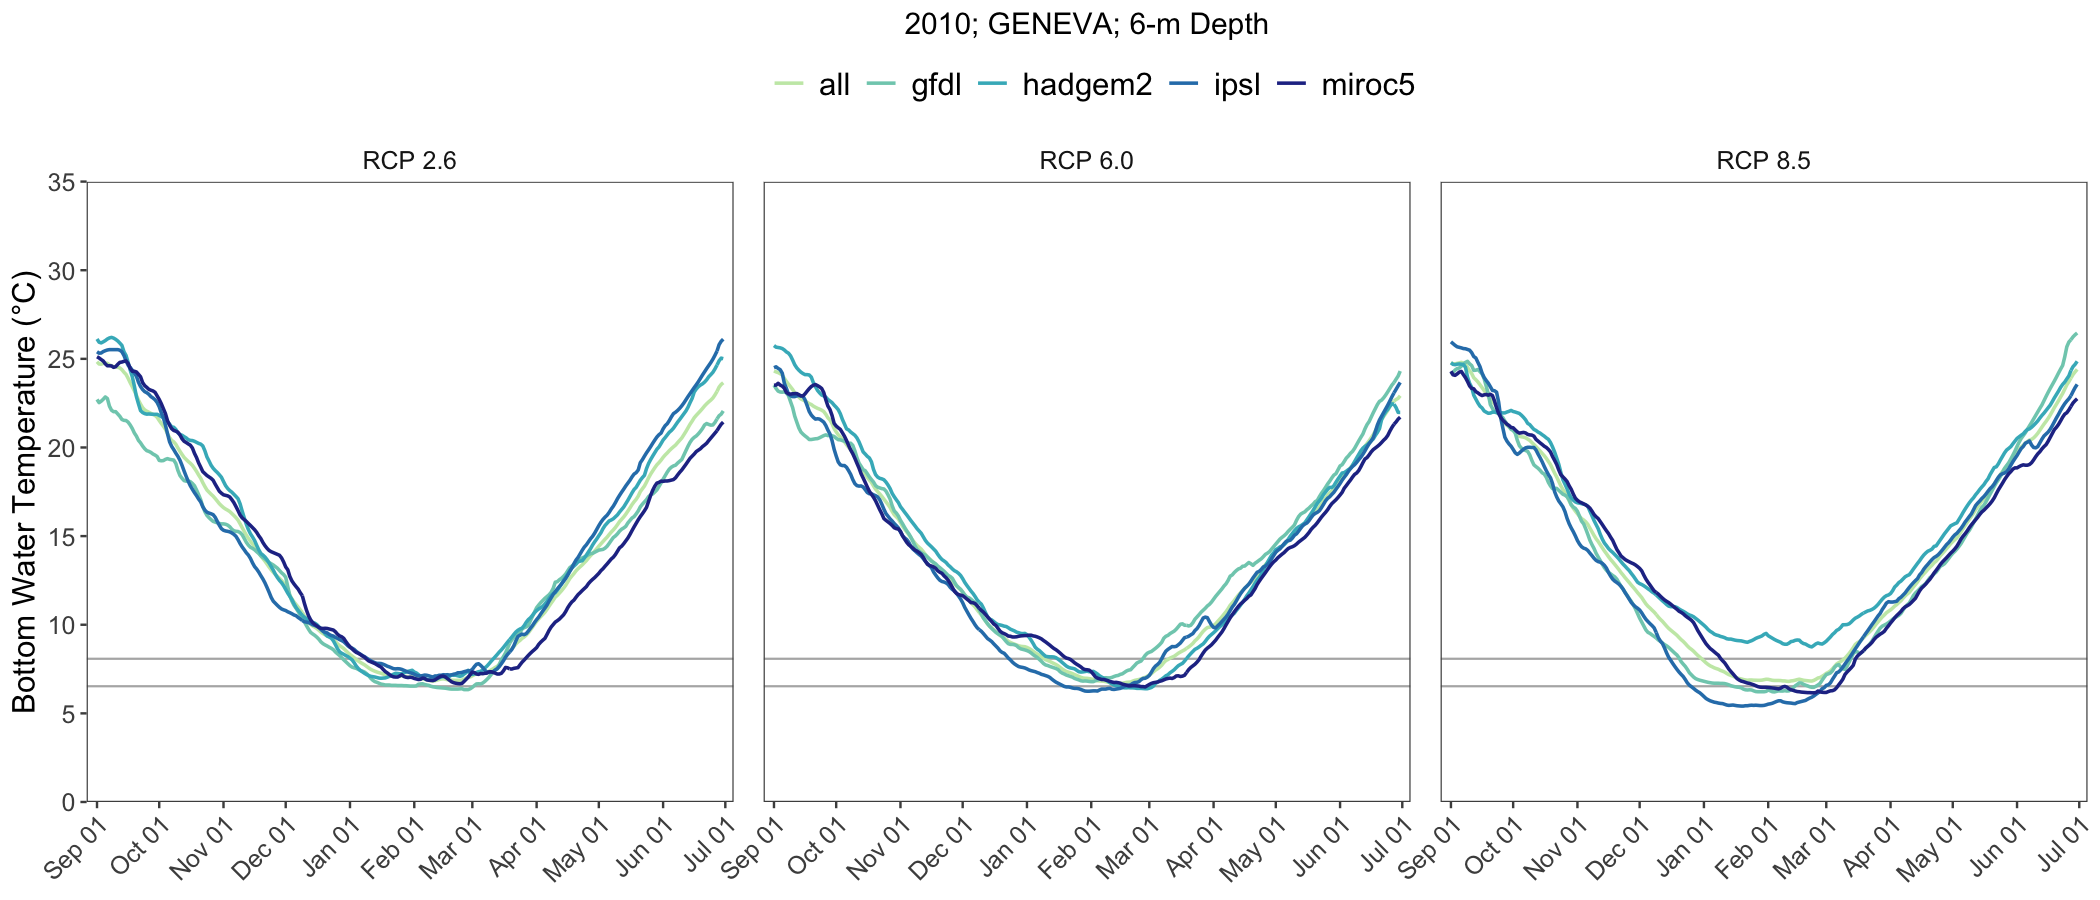 2010; GENEVA; 6-m Depth
all gfdl hadgem2 ipsl miroc5
RCP 2.6 RCP 6.0 RCP 8.5
Bottom Water Temperature (°C)
35
30
25
20
15
10
5
0
Sep 01 Oct 01 Nov 01 Dec 01 Jan 01 Feb 01 Mar 01 Apr 01 May 01 Jun 01 Jul 01 Sep 01 Oct 01 Nov 01 Dec 01 Jan 01 Feb 01 Mar 01 Apr 01 May 01 Jun 01 Jul 01 Sep 01 Oct 01 Nov 01 Dec 01 Jan 01 Feb 01 Mar 01 Apr 01 May 01 Jun 01 Jul 01